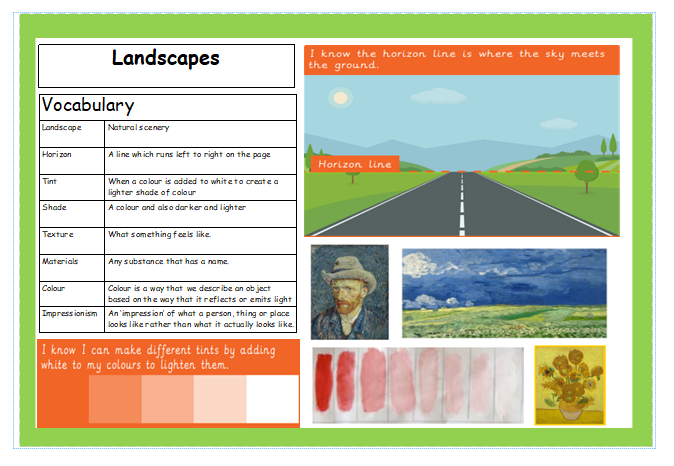 Landscapes
Vocabulary
Landscape Natural scenery
Horizon A line which runs left to right on the page
Tint When a colour is added to white to create a
lighter shade of colour
Shade A colour and also darker and lighter
Texture What something feels like.
Materials Any substance that has a name.
Colour Colour is a way that we describe an object
based on the way that it reflects or emits light
Impressionism An 'impression' of what a person, thing or place
looks like rather than what it actually looks like.
I know I can make different tints by adding
white to my colours to lighten them.
I know the horizon line is where the sky meets
the ground.
Horizon line